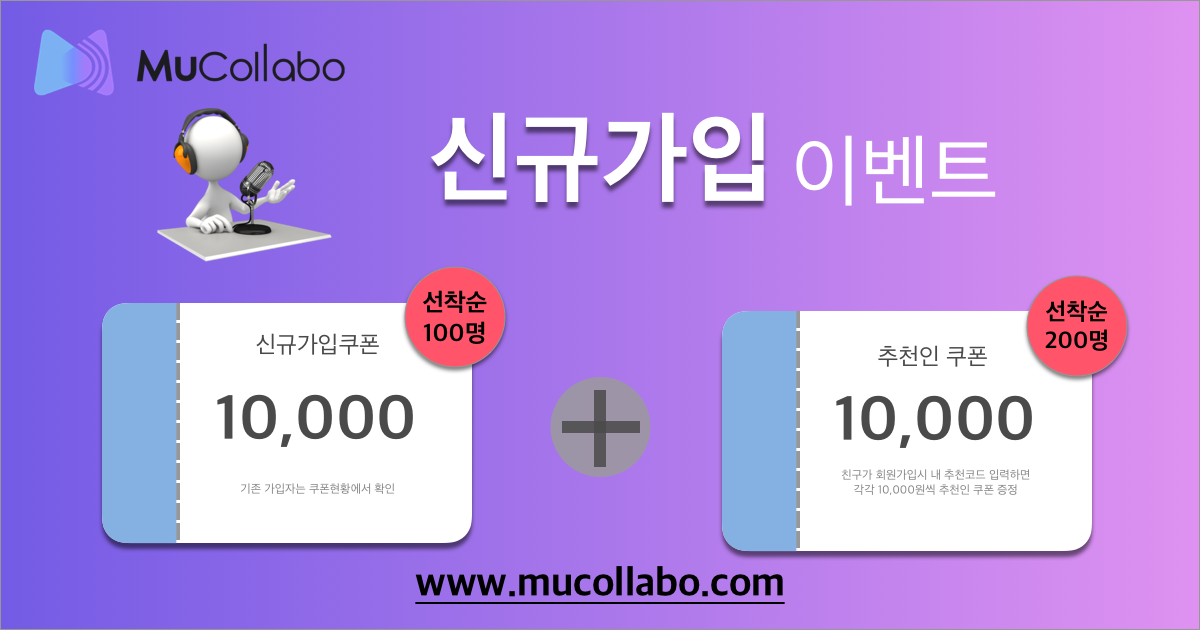 MuCollabo
신규가입 이벤트
선착순
100명
신규가입쿠폰
10,000
기존 가입자는 쿠폰현황에서 확인
선착순
200명
추천인 쿠폰
10,000
친구가 회원가입시 내 추천코드 입력하면
각각 10,000원씩 추천인 쿠폰 증정
www.mucollabo.com